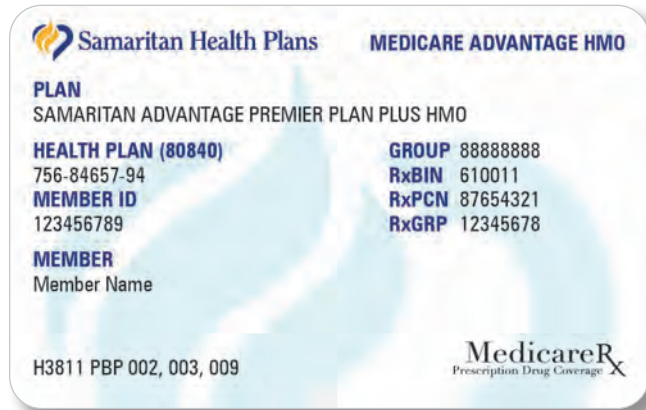 Samaritan Health Plans
MEDICARE ADVANTAGE HMO
PLAN
SAMARITAN ADVANTAGE PREMIER PLAN PLUS HMO
HEALTH PLAN (80840)
756-84657-94
MEMBER ID
123456789
MEMBER
Member Name
GROUP 88888888
RxBIN 610011
RxPCN 87654321
RxGRP 12345678
H3811 PBP 002, 003, 009
MedicareRx
Prescription Drug Coverage